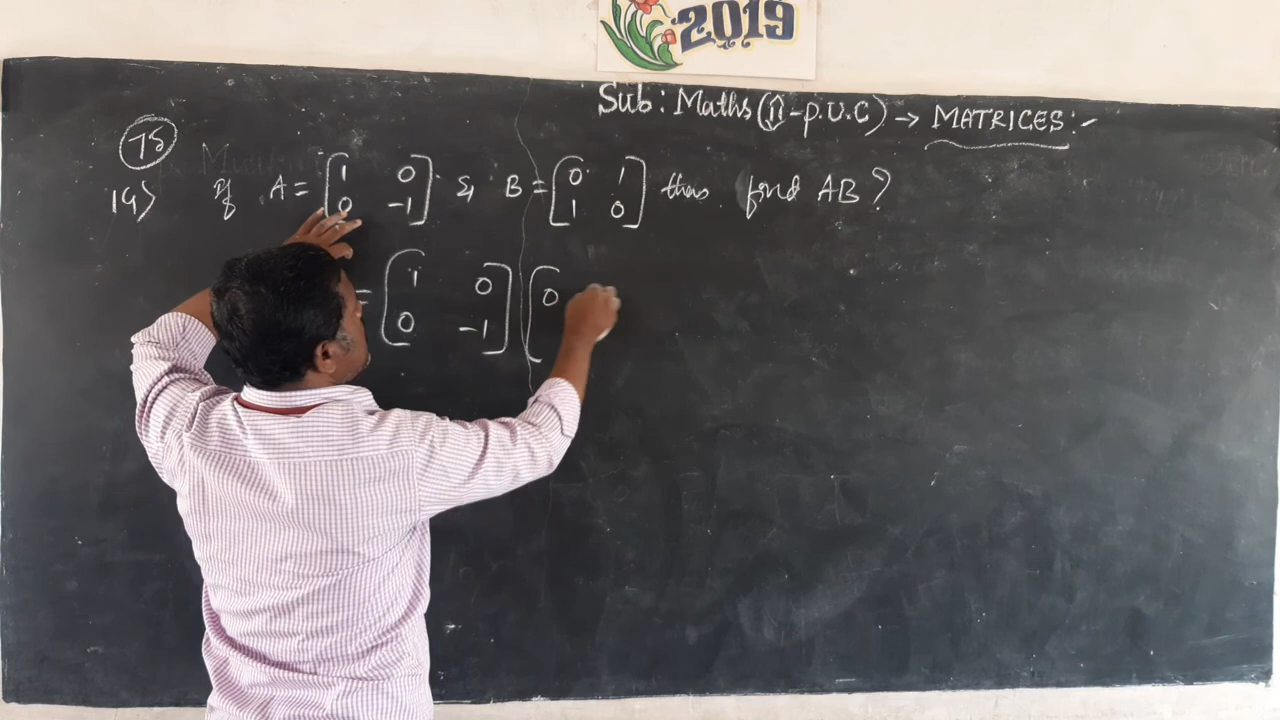 2019
Sub: Maths (II-P.U.C) → MATRICES:-
75
19) If A = [1 0 0 -1] & B = [0 1 1 0] then find AB?
= [1 0 0 -1] [0